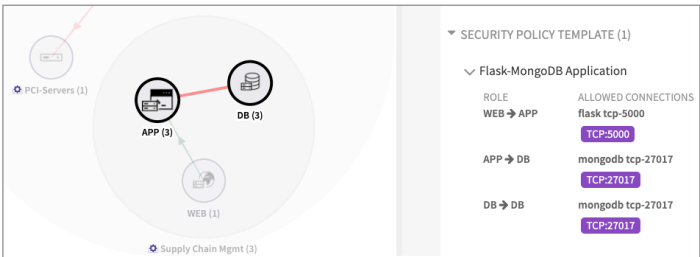 PCI-Servers (1)
APP (3)
DB (3)
WEB (1)
Supply Chain Mgmt (3)
SECURITY POLICY TEMPLATE (1)
Flask-MongoDB Application
ROLE ALLOWED CONNECTIONS
WEB → APP flask tcp-5000
TCP:5000
APP → DB mongodb tcp-27017
TCP:27017
DB → DB mongodb tcp-27017
TCP:27017